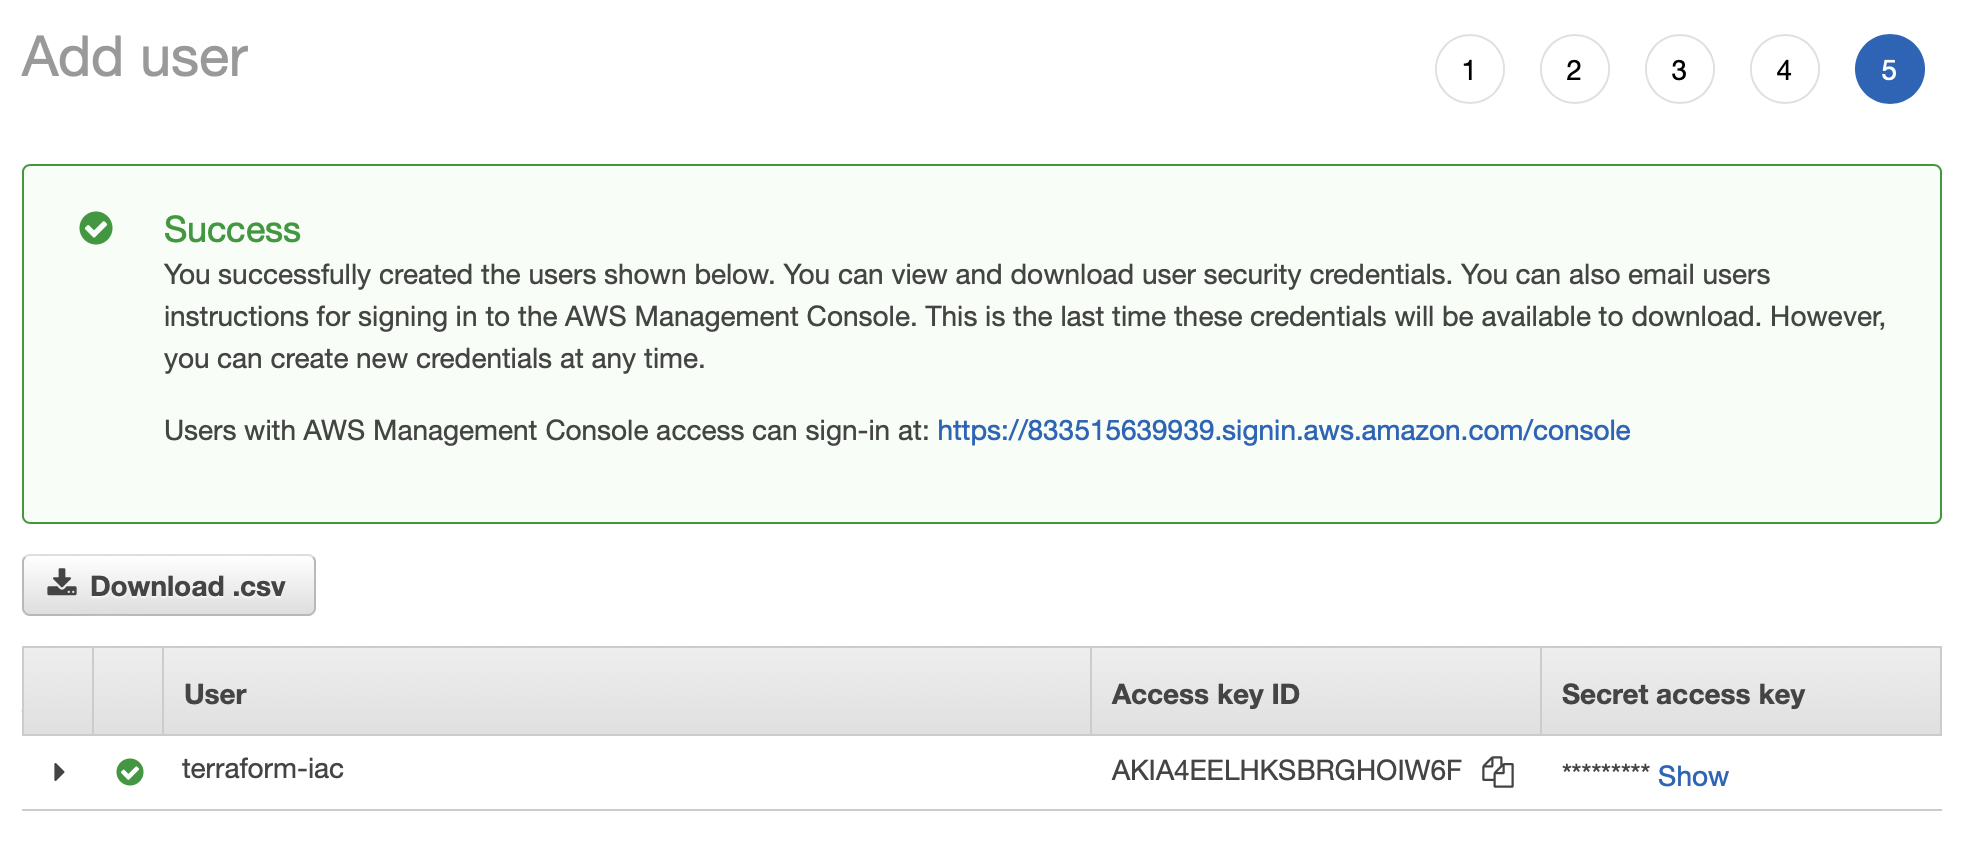 Add user
1 2 3 4 5
Success
You successfully created the users shown below. You can view and download user security credentials. You can also email users
instructions for signing in to the AWS Management Console. This is the last time these credentials will be available to download. However,
you can create new credentials at any time.
Users with AWS Management Console access can sign-in at: https://833515639939.signin.aws.amazon.com/console
Download .csv
User Access key ID Secret access key
terraform-iac AKIA4EELHKSBRGHOIW6F ********* Show